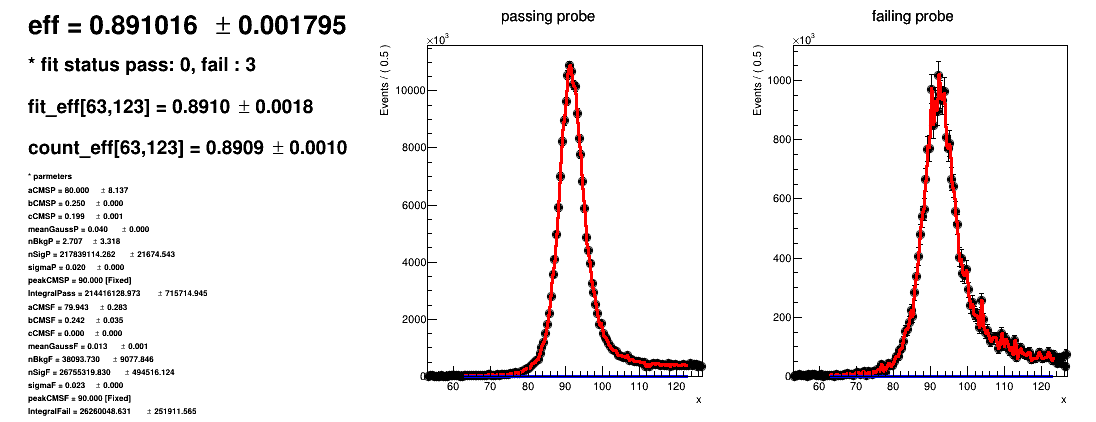 eff = 0.891016 ± 0.001795
* fit status pass: 0, fail : 3
fit_eff[63,123] = 0.8910 ± 0.0018
count_eff[63,123] = 0.8909 ± 0.0010
* parmeters
aCMSP = 80.000 ± 8.137
bCMSP = 0.250 ± 0.000
cCMSP = 0.199 ± 0.001
meanGaussP = 0.040 ± 0.000
nBkgP = 2.707 ± 3.318
nSigP = 217839114.262 ± 21674.543
sigmaP = 0.020 ± 0.000
peakCMSP = 90.000 [Fixed]
IntegralPass = 214416128.973 ± 715714.945
aCMSF = 79.943 ± 0.283
bCMSF = 0.242 ± 0.035
cCMSF = 0.000 ± 0.000
meanGaussF = 0.013 ± 0.001
nBkgF = 38093.730 ± 9077.846
nSigF = 26755319.830 ± 494516.124
sigmaF = 0.023 ± 0.000
peakCMSF = 90.000 [Fixed]
IntegralFail = 26260048.631 ± 251911.565
passing probe
×10³
Events / ( 0.5 )
10000
8000
6000
4000
2000
0
60 70 80 90 100 110 120
x
failing probe
×10³
Events / ( 0.5 )
1000
800
600
400
200
0
60 70 80 90 100 110 120
x